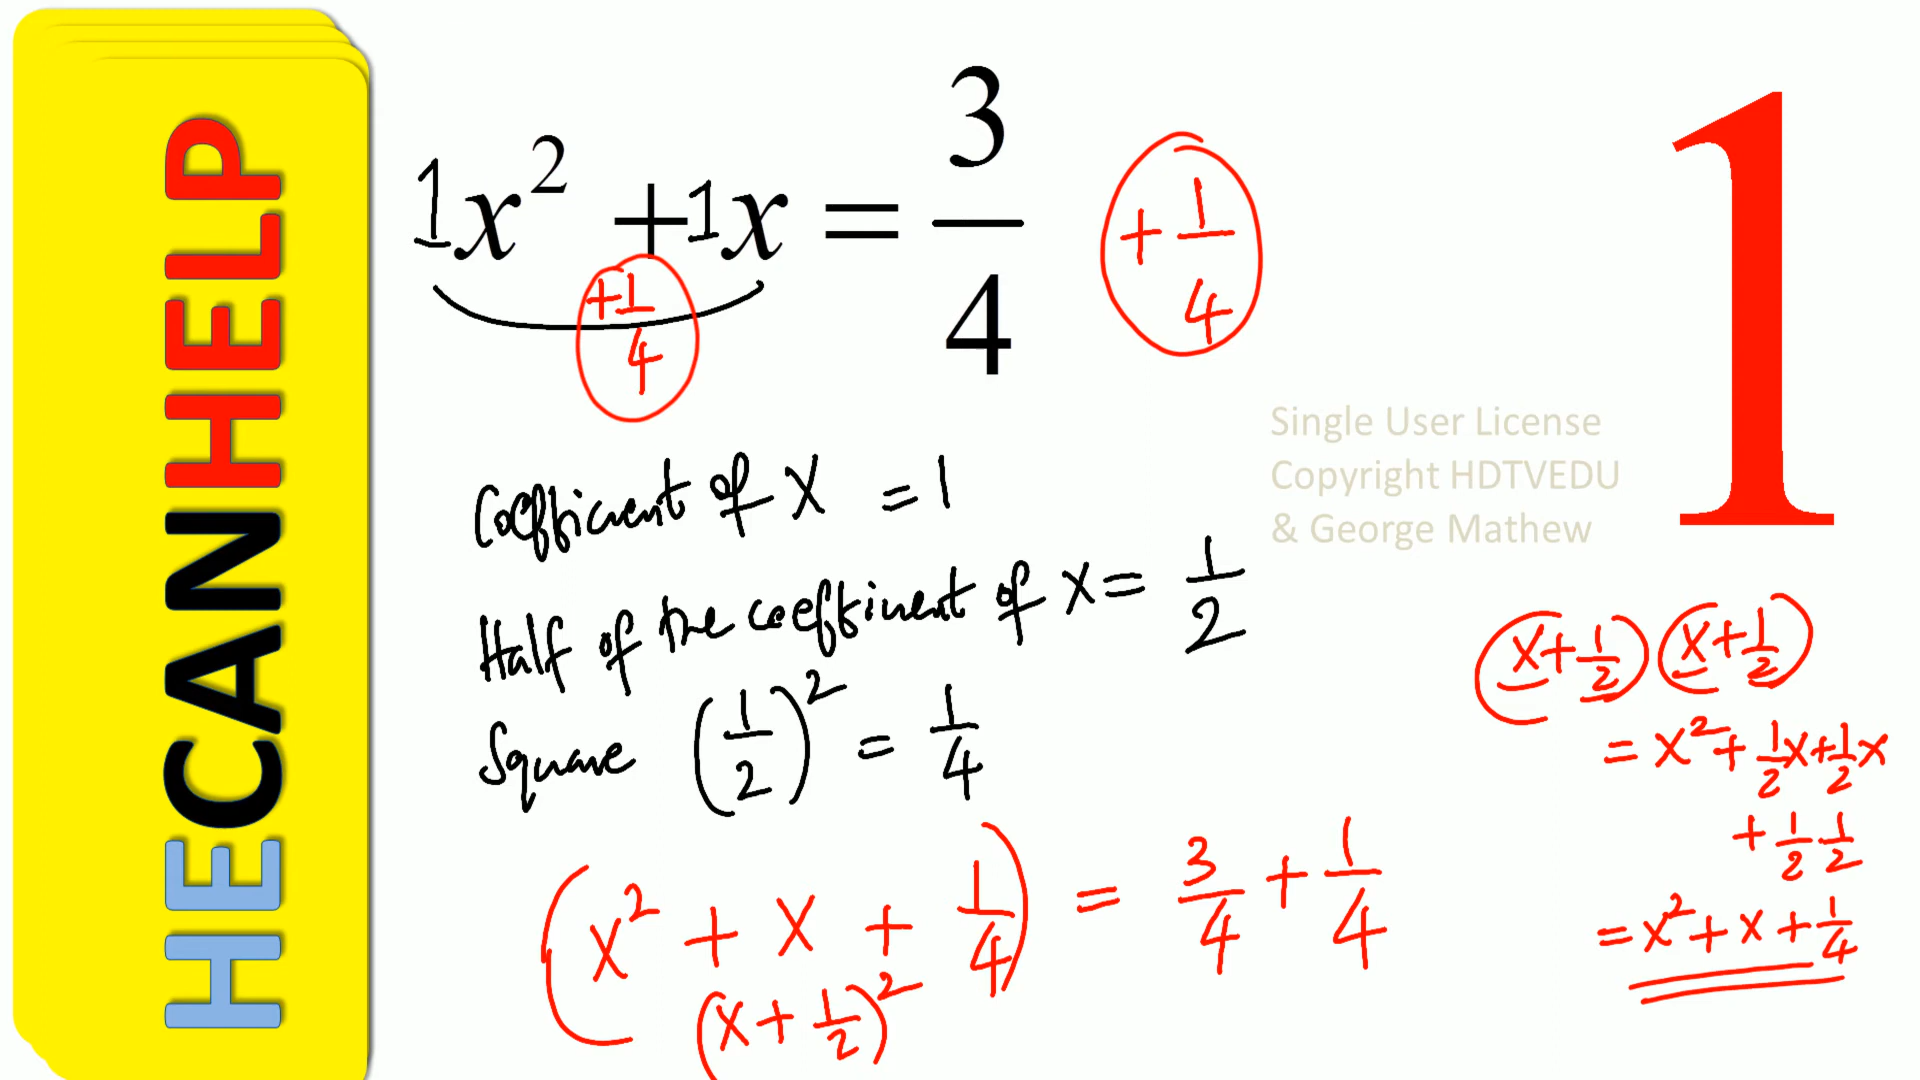 HECANHELP
1x² +1x = 3/4 + 1/4
+1/4
1
Single User License
Copyright HDTVEDU
& George Mathew
Coefficient of x = 1
Half of the coefficient of x = 1/2
Square (1/2)² = 1/4
(x² + x + 1/4) = 3/4 + 1/4
(x + 1/2)²
(x+1/2)(x+1/2)
= x² + 1/2x + 1/2x
+ 1/2 1/2
= x² + x + 1/4